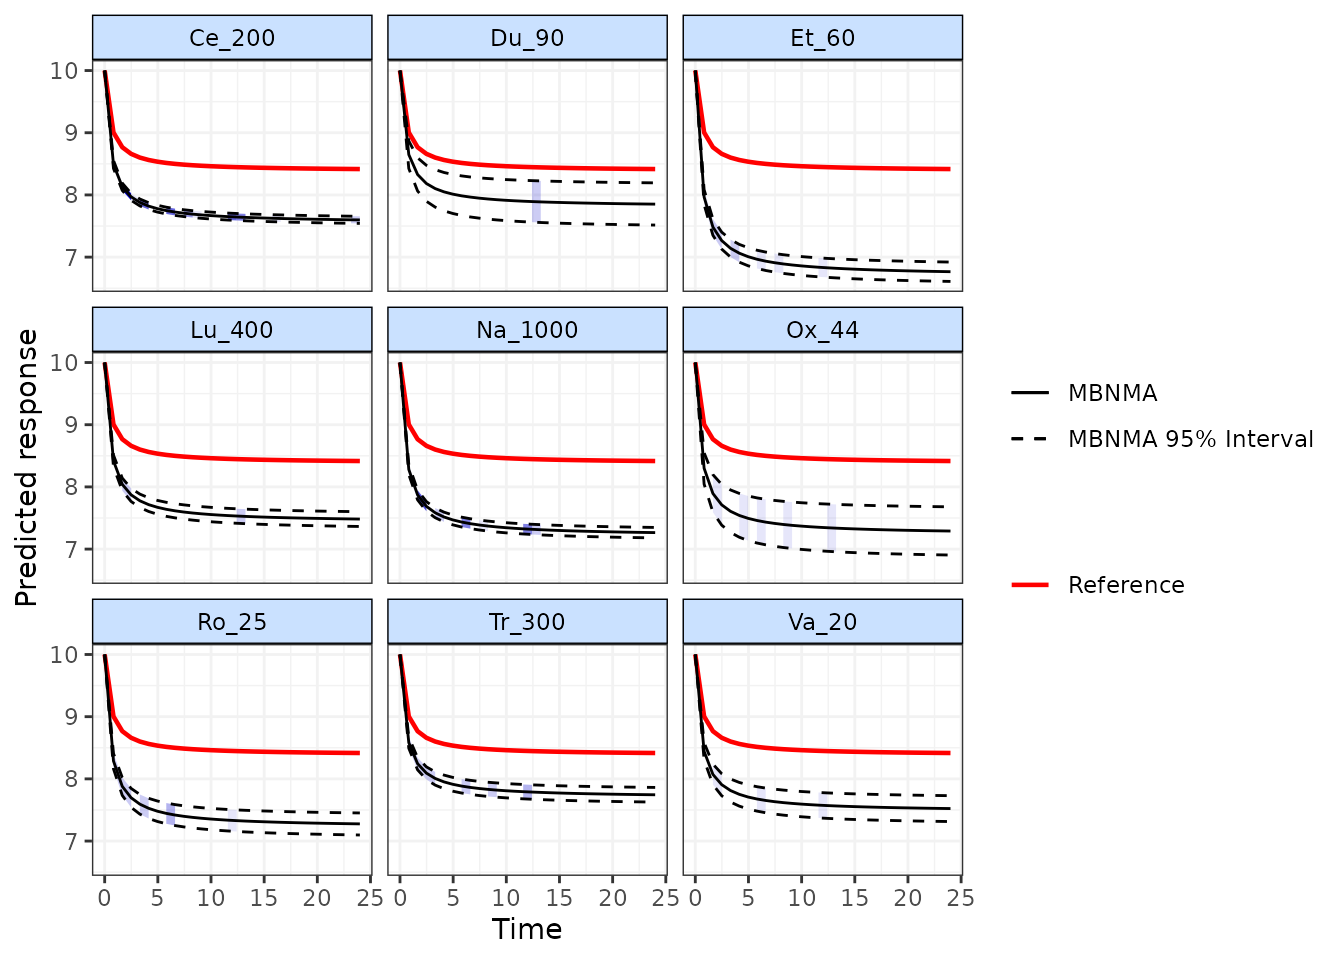 Ce_200 Du_90 Et_60
10
9
8
7
Lu_400 Na_1000 Ox_44
10
9
8
7
Ro_25 Tr_300 Va_20
10
9
8
7
0 5 10 15 20 25 0 5 10 15 20 25 0 5 10 15 20 25
Time
Predicted response
MBNMA
MBNMA 95% Interval
Reference